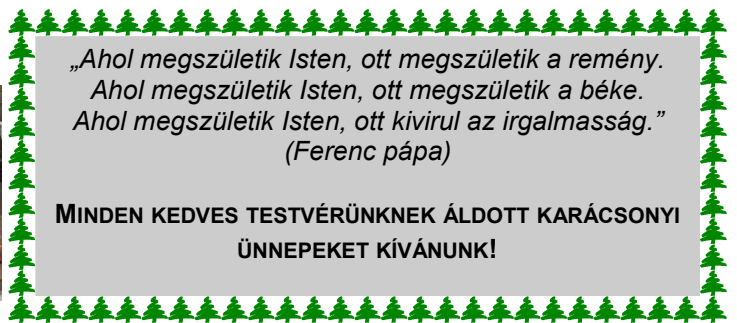 „Ahol megszületik Isten, ott megszületik a remény.
Ahol megszületik Isten, ott megszületik a béke.
Ahol megszületik Isten, ott kivirul az irgalmasság.”
(Ferenc pápa)
MINDEN KEDVES TESTVÉRÜNKNEK ÁLDOTT KARÁCSONYI
ÜNNEPEKET KÍVÁNUNK!